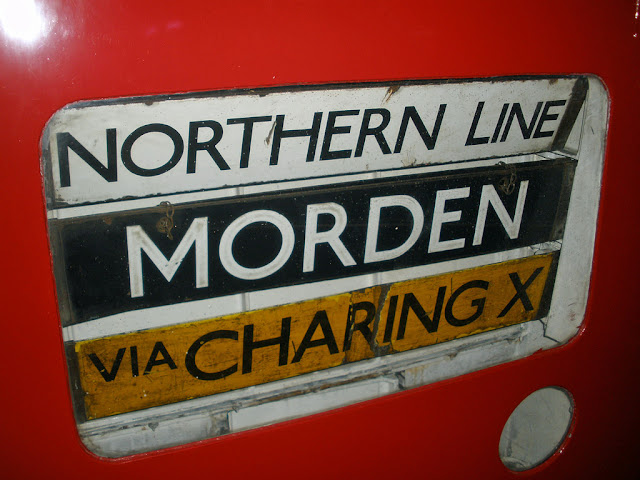 NORTHERN LINE
MORDEN
VIA CHARING X